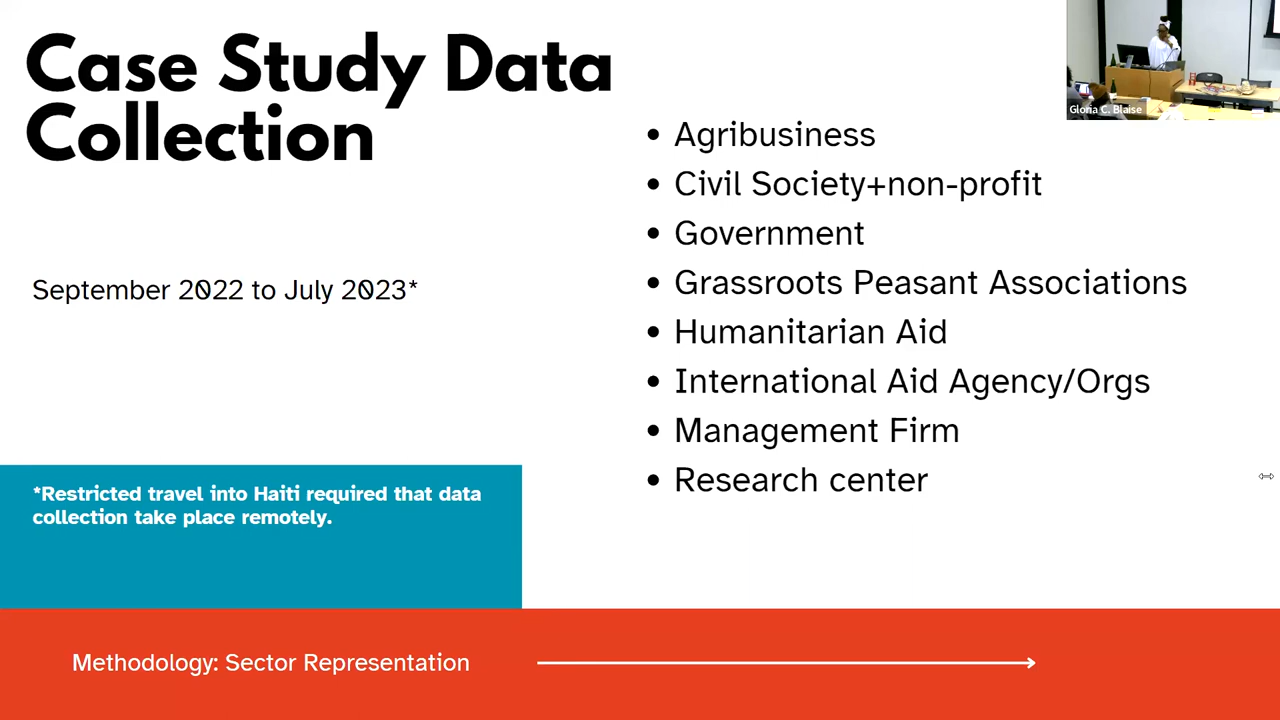 Case Study Data
Collection
September 2022 to July 2023*
*Restricted travel into Haiti required that data
collection take place remotely.
• Agribusiness
• Civil Society+non-profit
• Government
• Grassroots Peasant Associations
• Humanitarian Aid
• International Aid Agency/Orgs
• Management Firm
• Research center
Gloria C. Blaise
Methodology: Sector Representation